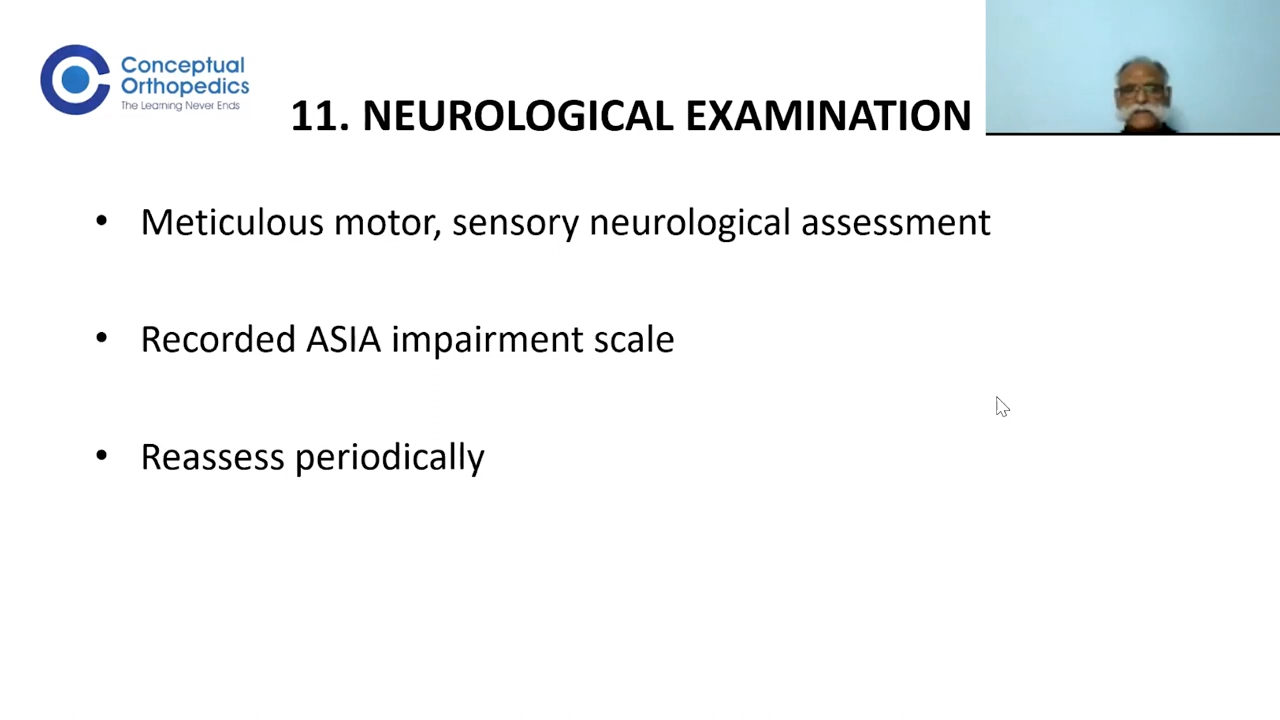 Conceptual
Orthopedics
The Learning Never Ends
11. NEUROLOGICAL EXAMINATION
• Meticulous motor, sensory neurological assessment
• Recorded ASIA impairment scale
• Reassess periodically